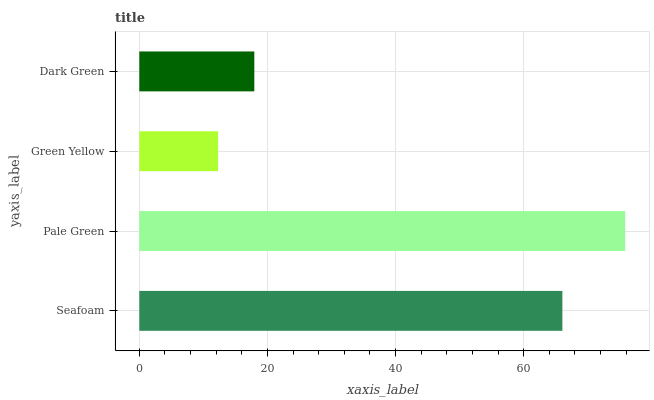 title
yaxis_label
Dark Green
Green Yellow
Pale Green
Seafoam
0 20 40 60
xaxis_label